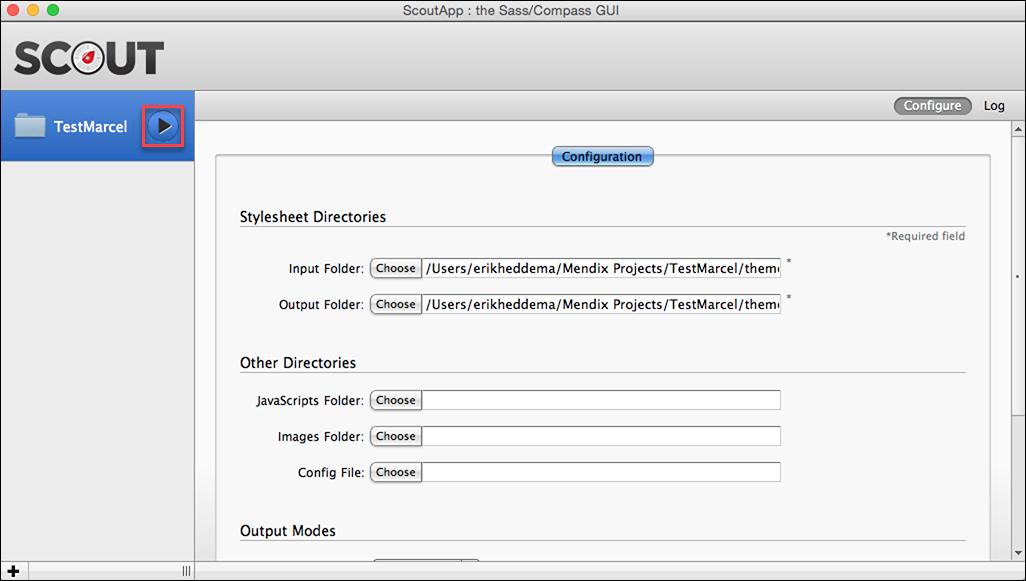 ScoutApp : the Sass/Compass GUI
SCOUT
TestMarcel
Configure Log
Configuration
Stylesheet Directories
*Required field
Input Folder: Choose /Users/erikheddema/Mendix Projects/TestMarcel/them *
Output Folder: Choose /Users/erikheddema/Mendix Projects/TestMarcel/them *
Other Directories
JavaScripts Folder: Choose
Images Folder: Choose
Config File: Choose
Output Modes